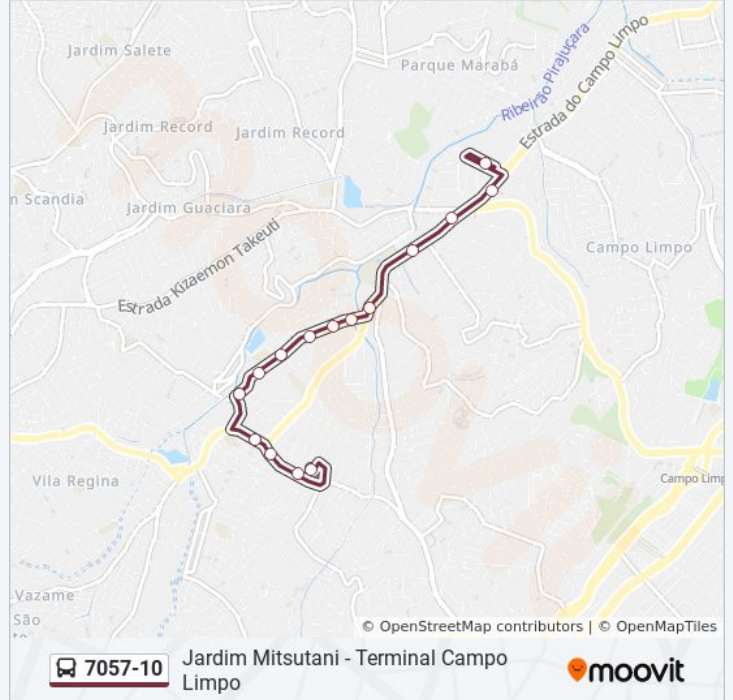 Jardim Salete
Parque Marabá
Ribeirão Pirajuçara
Estrada do Campo Limpo
Jardim Record
Jardim Record
n Scandia
Jardim Guaciara
Estrada Kizaemon Takeuti
Campo Limpo
Vila Regina
Campo Limp
Vazame
São
© OpenStreetMap contributors | © OpenMapTiles
7057-10
Jardim Mitsutani - Terminal Campo
Limpo
moovit